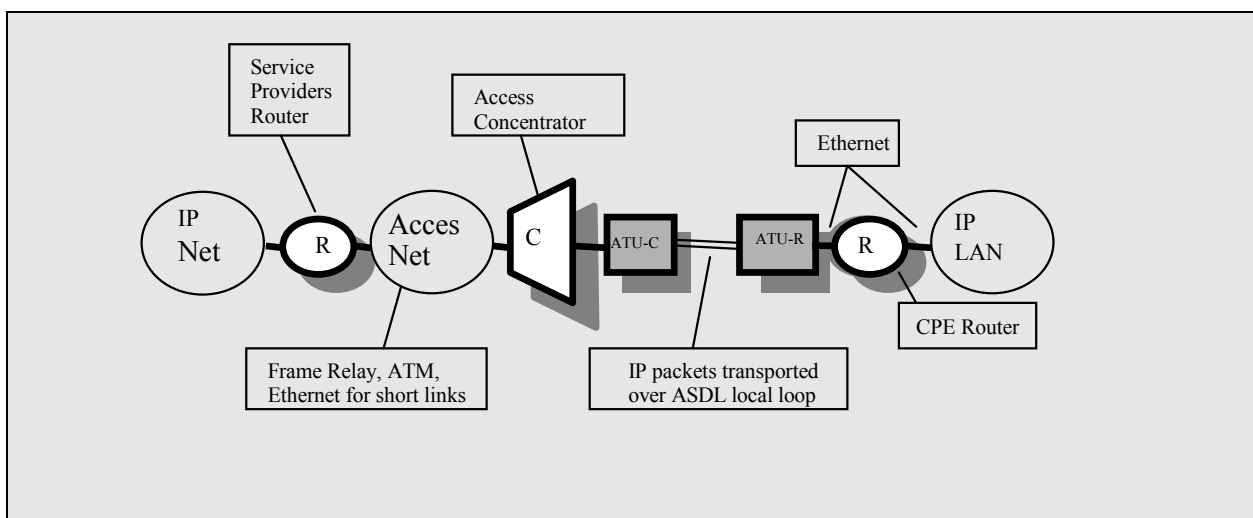 Service
Providers
Router
Access
Concentrator
Ethernet
IP
Net
R
Acces
Net
C
ATU-C
ATU-R
R
IP
LAN
CPE Router
Frame Relay, ATM,
Ethernet for short links
IP packets transported
over ASDL local loop